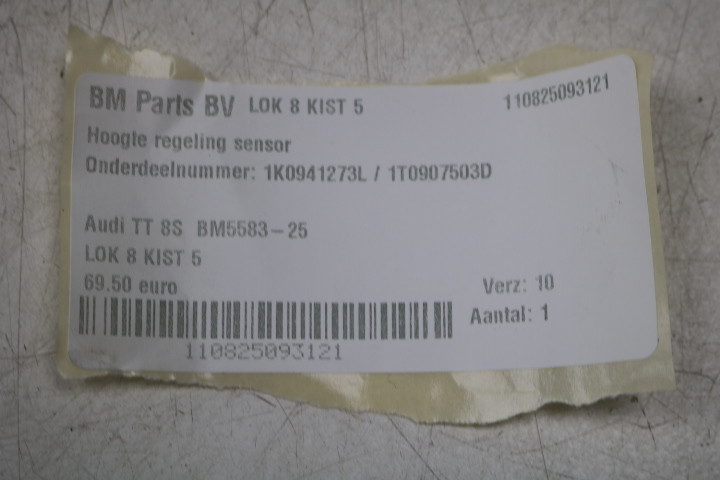 BM Parts BV LOK 8 KIST 5 110825093121
Hoogte regeling sensor
Onderdeelnummer: 1K0941273L / 1T0907503D
Audi TT 8S BM5583-25
LOK 8 KIST 5
69.50 euro Verz: 10
Aantal: 1
110825093121